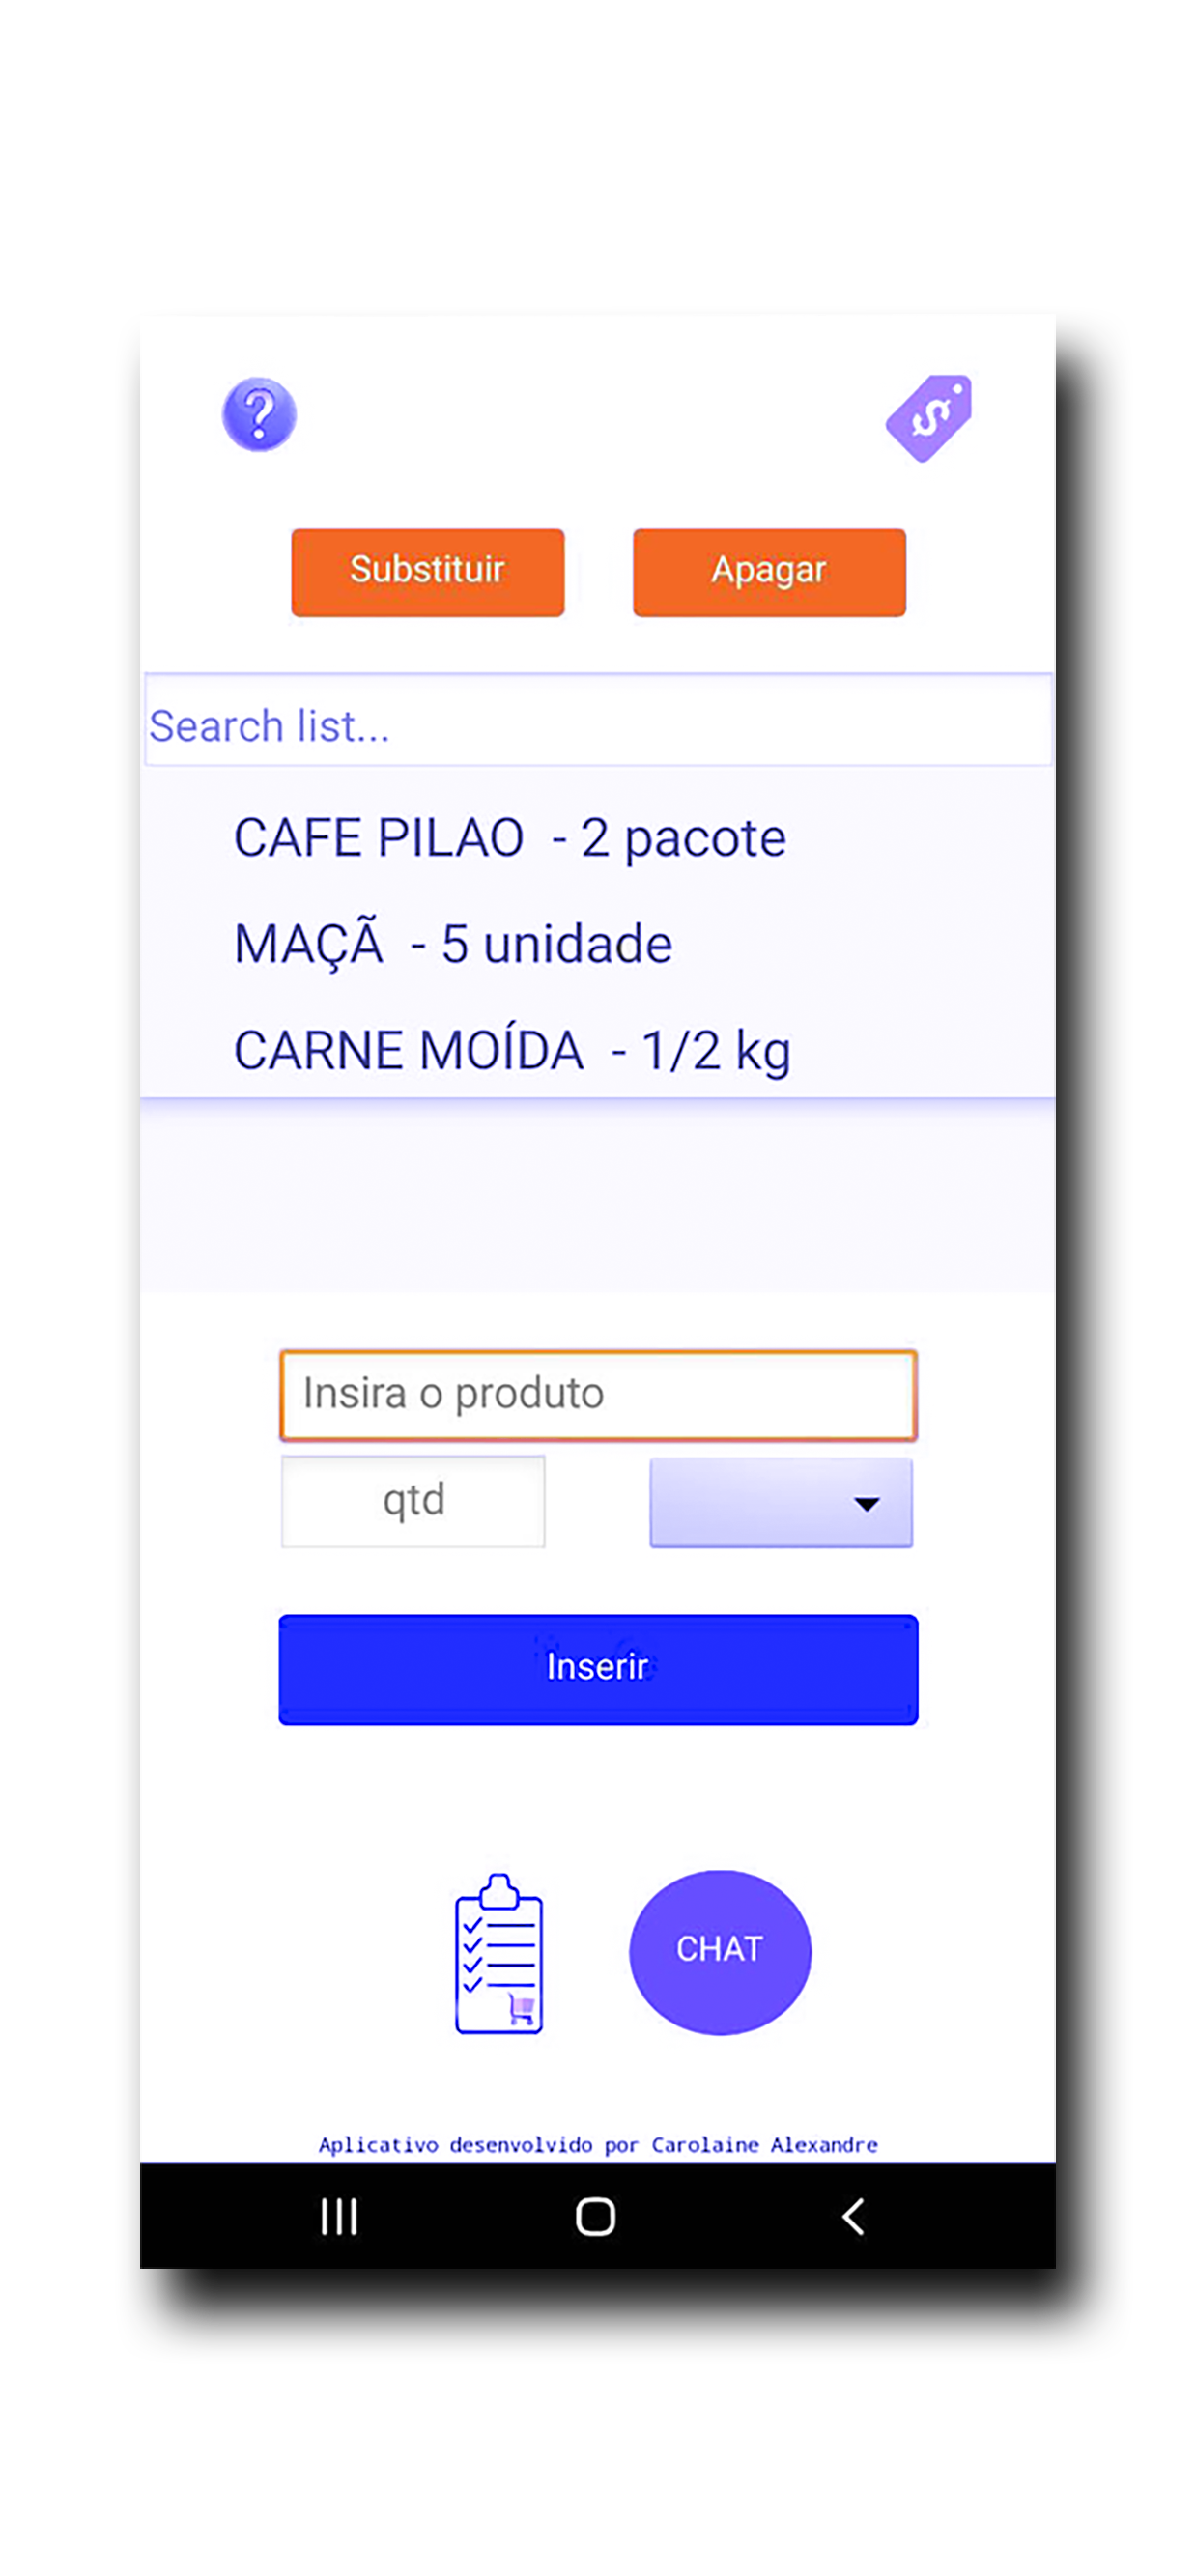 ?
$
Substituir Apagar
Search list...
CAFE PILAO - 2 pacote
MAÇÃ - 5 unidade
CARNE MOÍDA - 1/2 kg
Insira o produto
qtd
Inserir
CHAT
Aplicativo desenvolvido por Carolaine Alexandre